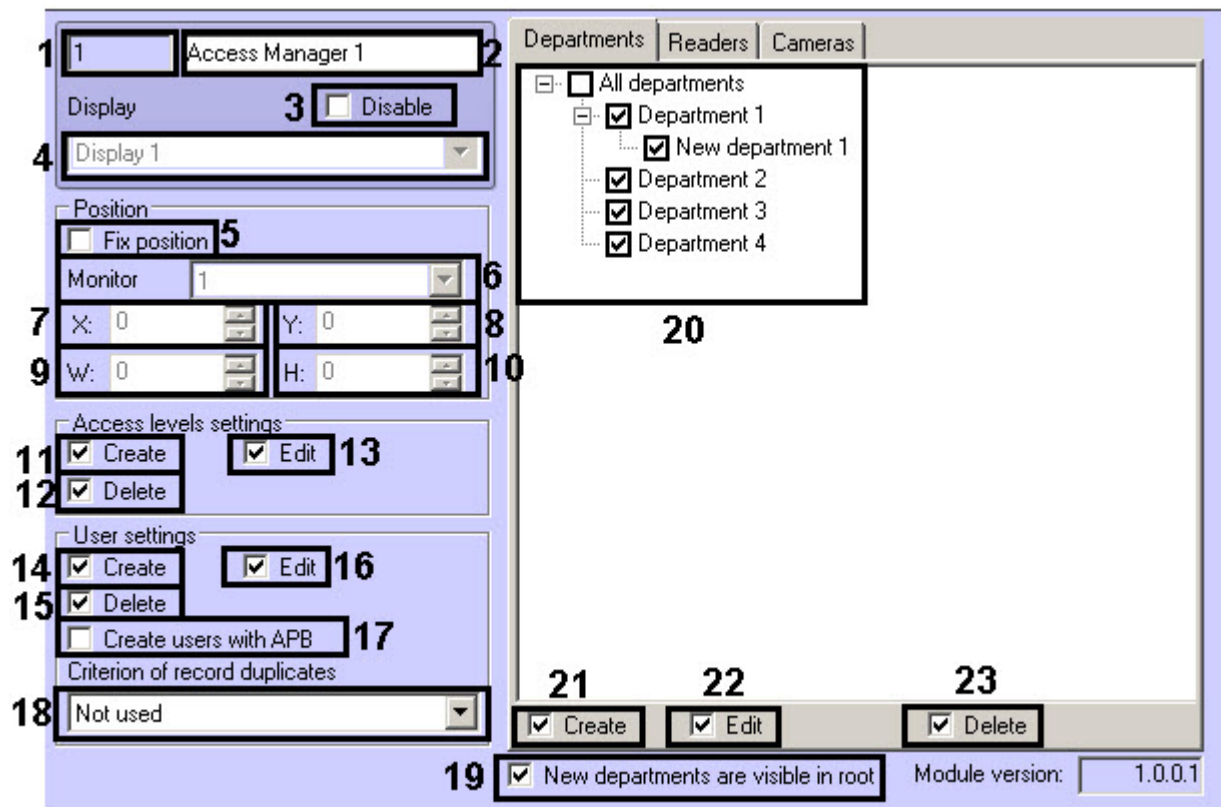 1 1 Access Manager 1 2
Display 3 Disable
4 Display 1
Position
Fix position 5
Monitor 1 6
7 X: 0 Y: 0 8
9 W: 0 H: 0 10
Access levels settings
11 Create Edit 13
12 Delete
User settings
14 Create Edit 16
15 Delete
Create users with APB 17
Criterion of record duplicates
18 Not used
Departments Readers Cameras
All departments
Department 1
New department 1
Department 2
Department 3
Department 4
20
21 22 23
Create Edit Delete
19 New departments are visible in root Module version: 1.0.0.1